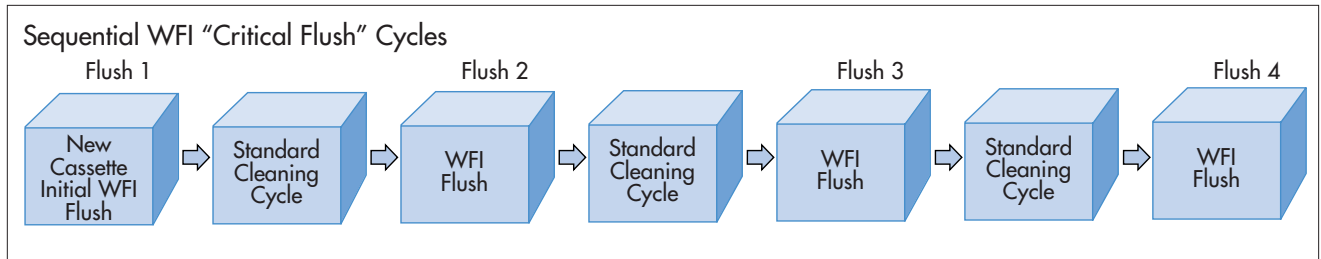 Sequential WFI “Critical Flush” Cycles
Flush 1
Flush 2
Flush 3
Flush 4
New
Cassette
Initial WFI
Flush
Standard
Cleaning
Cycle
WFI
Flush
Standard
Cleaning
Cycle
WFI
Flush
Standard
Cleaning
Cycle
WFI
Flush